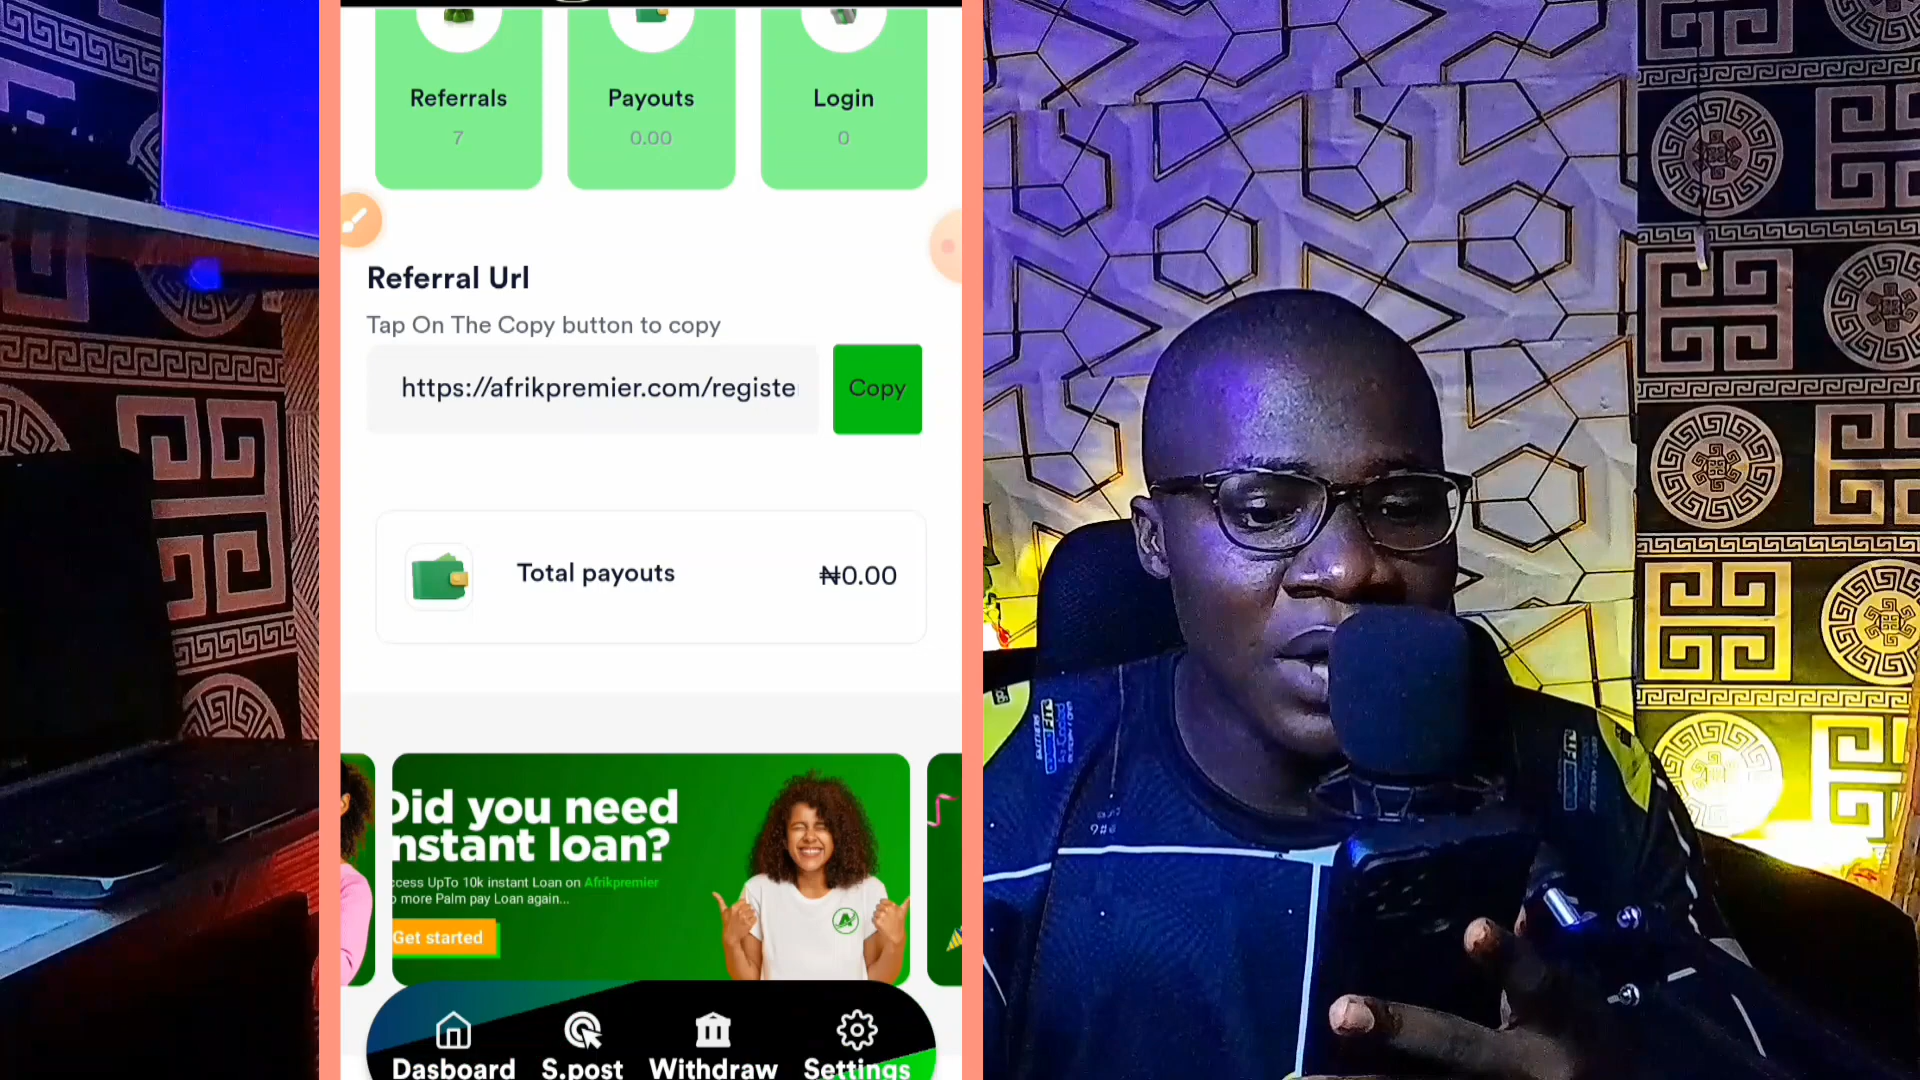 Referrals
7
Payouts
0.00
Login
0
Referral Url
Tap On The Copy button to copy
https://afrikpremier.com/registe
Copy
Total payouts
₦0.00
Did you need
nstant loan?
ccess UpTo 10k instant Loan on Afrikpremier
o more Palm pay Loan again...
Get started
Dasboard
S.post
Withdraw
Settings